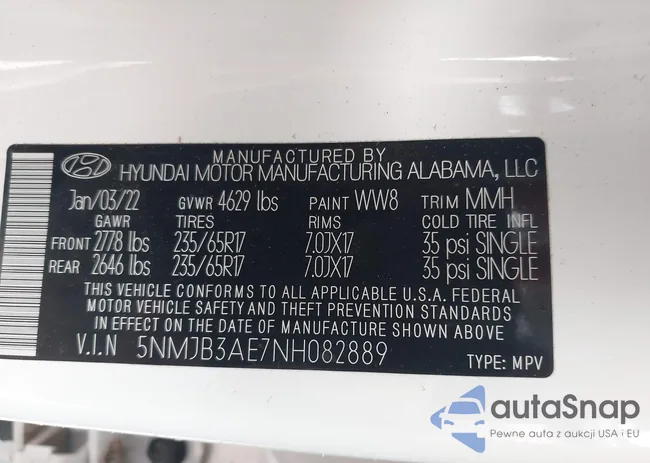 MANUFACTURED BY
HYUNDAI MOTOR MANUFACTURING ALABAMA, LLC
Jan/03/22 GVWR 4629 lbs PAINT WW8 TRIM MMH
GAWR TIRES RIMS COLD TIRE INFL
FRONT 2778 lbs 235/65R17 7.0JX17 35 psi SINGLE
REAR 2646 lbs 235/65R17 7.0JX17 35 psi SINGLE
THIS VEHICLE CONFORMS TO ALL APPLICABLE U.S.A. FEDERAL
MOTOR VEHICLE SAFETY AND THEFT PREVENTION STANDARDS
IN EFFECT ON THE DATE OF MANUFACTURE SHOWN ABOVE
V.I.N 5NMJB3AE7NH082889 TYPE: MPV
autaSnap
Pewne auta z aukcji USA i EU